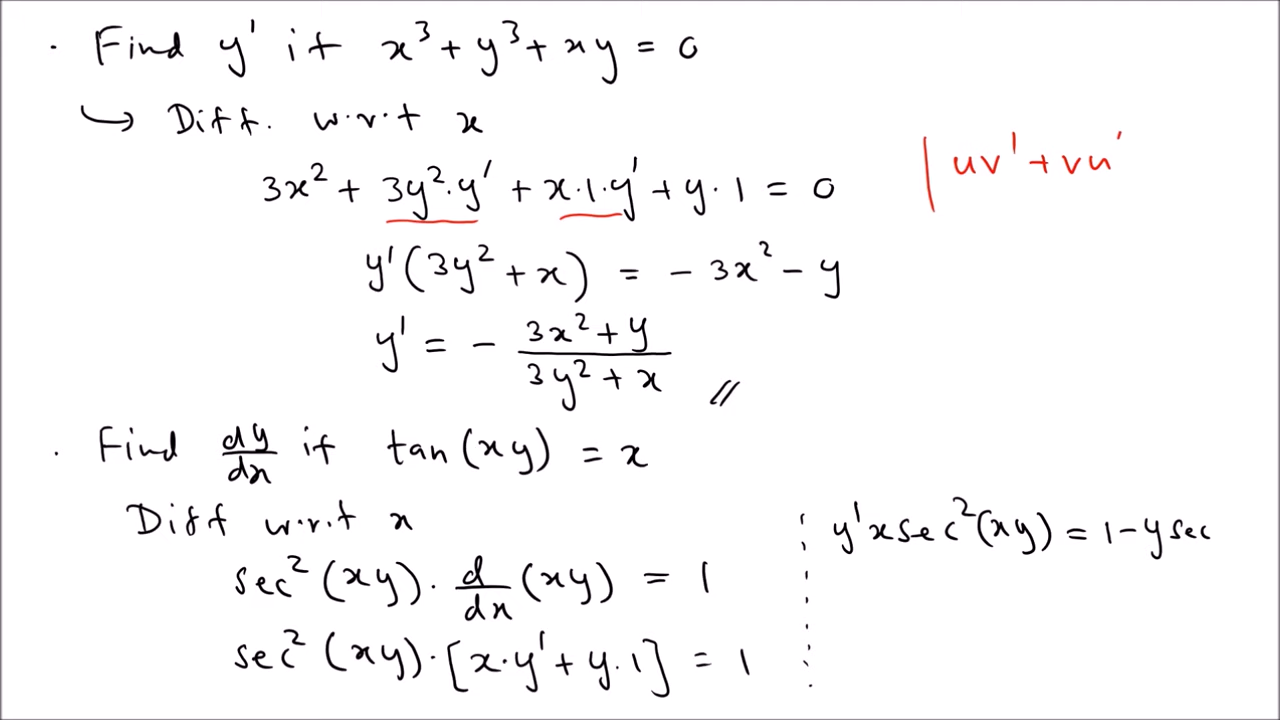 · Find y' if x³ + y³ + xy = 0
↳ Diff. w.r.t x
3x² + 3y²·y' + x·1·y' + y·1 = 0
| uv' + vu'
y'(3y² + x) = -3x² - y
y' = - (3x² + y)/(3y² + x) //
· Find dy/dx if tan(xy) = x
Diff w.r.t x
sec²(xy)· d/dx (xy) = 1
sec²(xy)·[x·y' + y·1] = 1
y'x sec²(xy) = 1 - y sec